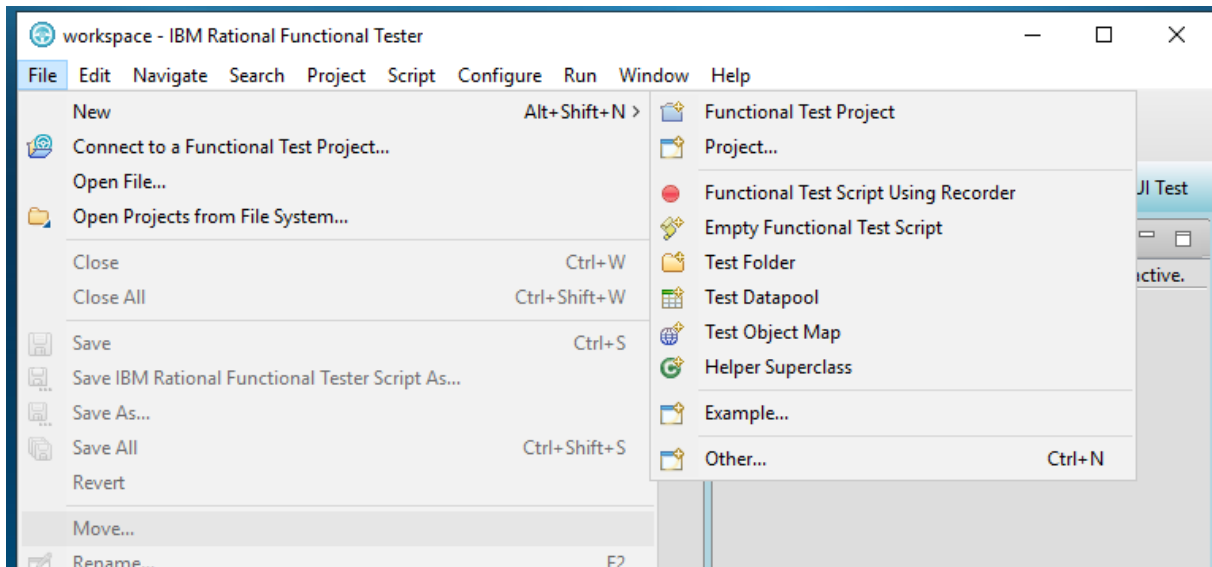 workspace - IBM Rational Functional Tester
File Edit Navigate Search Project Script Configure Run Window Help
New Alt+Shift+N >
Connect to a Functional Test Project...
Open File...
Open Projects from File System...
Close Ctrl+W
Close All Ctrl+Shift+W
Save Ctrl+S
Save IBM Rational Functional Tester Script As...
Save As...
Save All Ctrl+Shift+S
Revert
Move...
Rename... F2
Functional Test Project
Project...
Functional Test Script Using Recorder
Empty Functional Test Script
Test Folder
Test Datapool
Test Object Map
Helper Superclass
Example...
Other... Ctrl+N
UI Test
active.